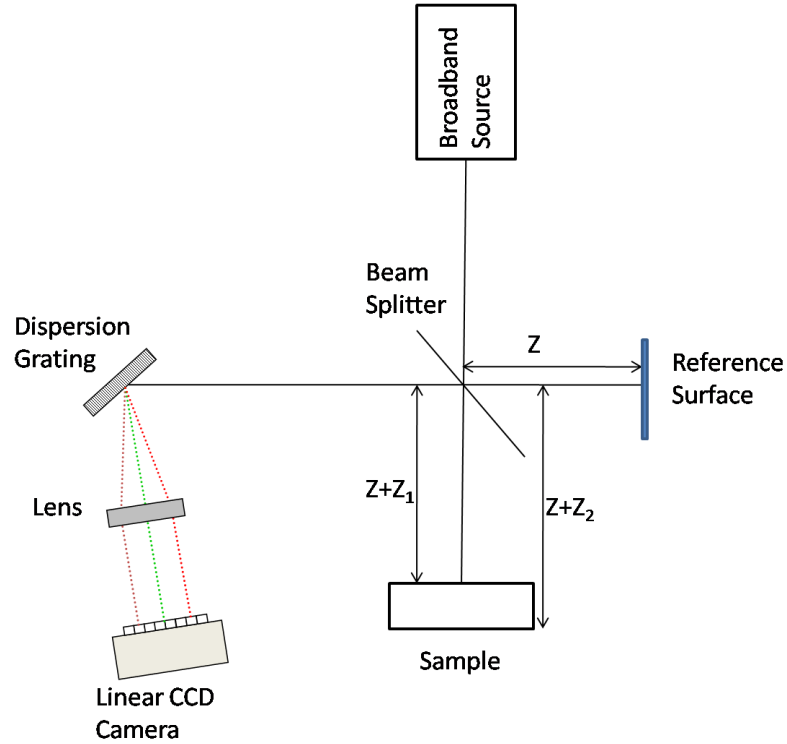 Broadband
Source
Beam
Splitter
Z
Dispersion
Grating
Reference
Surface
Lens
Z+Z₁
Z+Z₂
Sample
Linear CCD
Camera